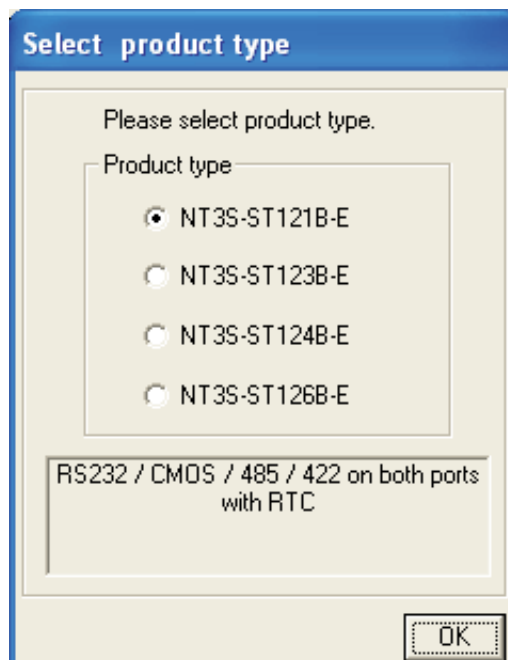 Select product type
Please select product type.
Product type
NT3S-ST121B-E
NT3S-ST123B-E
NT3S-ST124B-E
NT3S-ST126B-E
RS232 / CMOS / 485 / 422 on both ports
with RTC
OK